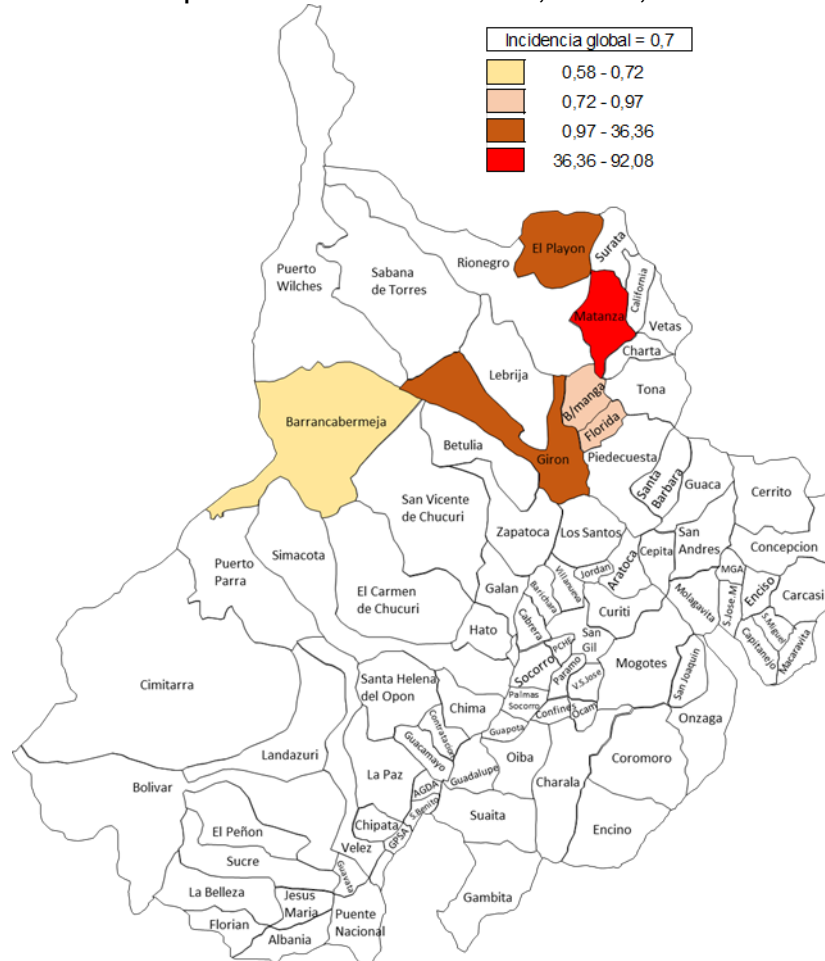 Incidencia global = 0,7
0,58 - 0,72
0,72 - 0,97
0,97 - 36,36
36,36 - 92,08
El Playon
Surata
Rionegro
California
Puerto
Wilches
Sabana
de Torres
Matanza
Vetas
Charta
Lebrija
Tona
B/manga
Florida
Barrancabermeja
Betulia
Giron
Piedecuesta
Santa
Barbara
Guaca
Cerrito
San Vicente
de Chucuri
Zapatoca
Los Santos
San
Andres
Cepita
Concepcion
Simacota
Puerto
Parra
El Carmen
de Chucuri
Galan
Villanueva
Jordan
Aratoca
MGA
Enciso
Carcasi
Barichara
Curiti
Molagavita
S.Jose.M
S.Miguel
Hato
Cabrera
San
Gil
PCHE
Capitanejo
Macaravita
Cimitarra
Socorro
Paramo
Mogotes
San Joaquin
Santa Helena
del Opon
V.S.Jose
Chima
Palmas
Socorro
Confines
Ocam
Onzaga
Contratacion
Guapota
Landazuri
Guacamayo
Oiba
Coromoro
Bolivar
La Paz
Guadalupe
Charala
AGDA
S.Benito
Suaita
Encino
El Peñon
Chipata
GPSA
Velez
Sucre
Guavata
La Belleza
Jesus
Maria
Gambita
Florian
Puente
Nacional
Albania